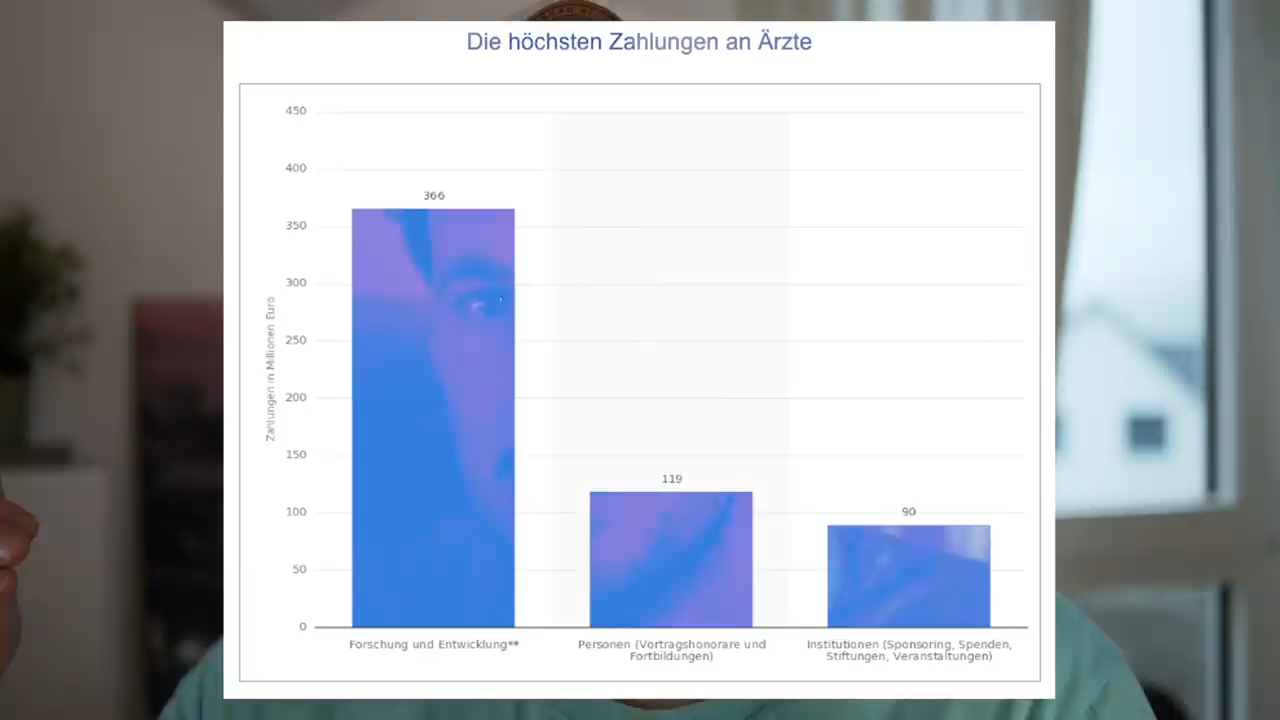 Die höchsten Zahlungen an Ärzte
450
400
366
350
300
250
200
150
119
100
90
50
0
Zahlungen in Millionen Euro
Forschung und Entwicklung**
Personen (Vortragshonorare und
Fortbildungen)
Institutionen (Sponsoring, Spenden,
Stiftungen, Veranstaltungen)